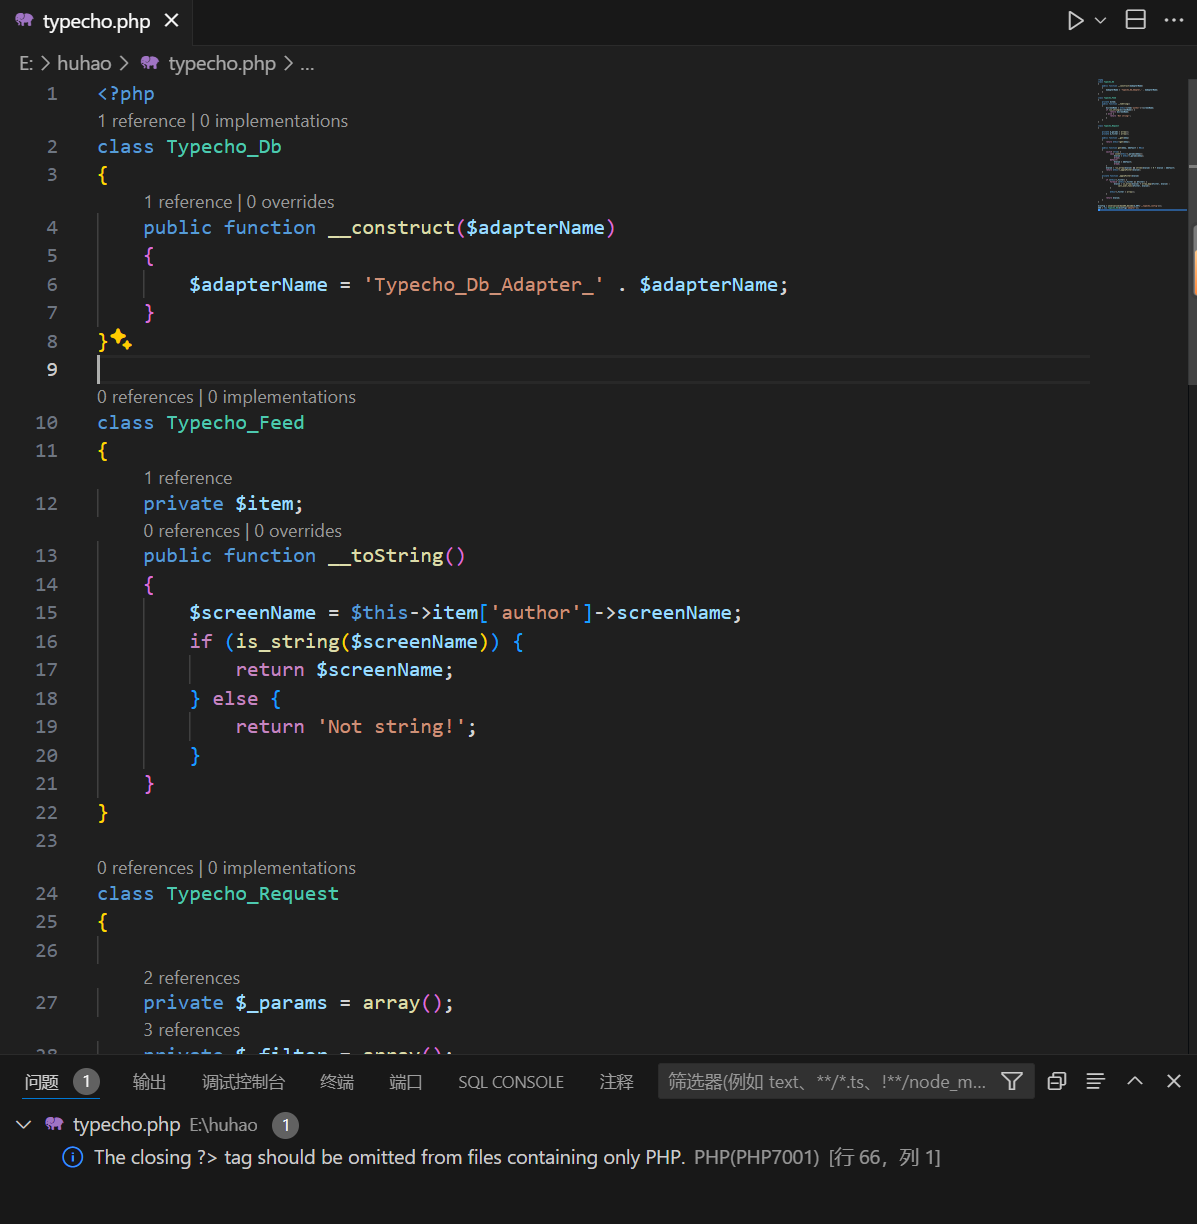 typecho.php
E: > huhao > typecho.php > ...
1 <?php
1 reference | 0 implementations
2 class Typecho_Db
3 {
1 reference | 0 overrides
4 public function __construct($adapterName)
5 {
6 $adapterName = 'Typecho_Db_Adapter_' . $adapterName;
7 }
8 }
9
0 references | 0 implementations
10 class Typecho_Feed
11 {
1 reference
12 private $item;
0 references | 0 overrides
13 public function __toString()
14 {
15 $screenName = $this->item['author']->screenName;
16 if (is_string($screenName)) {
17 return $screenName;
18 } else {
19 return 'Not string!';
20 }
21 }
22 }
23
0 references | 0 implementations
24 class Typecho_Request
25 {
26
2 references
27 private $_params = array();
3 references
28 private $_filter = array();
问题 1 输出 调试控制台 终端 端口 SQL CONSOLE 注释 筛选器(例如 text、**/*.ts、!**/node_m...
typecho.php E:\huhao 1
The closing ?> tag should be omitted from files containing only PHP. PHP(PHP7001) [行 66，列 1]